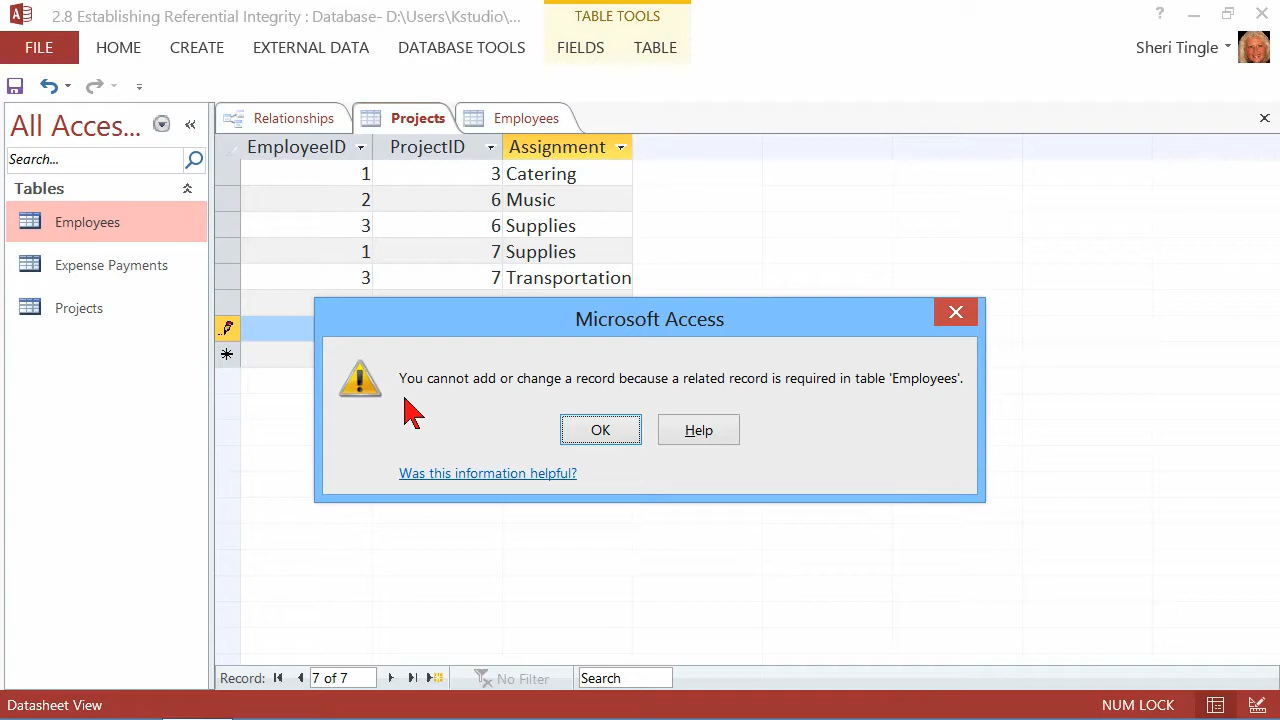 2.8 Establishing Referential Integrity : Database- D:\Users\Kstudio\...
TABLE TOOLS
?
FILE
HOME
CREATE
EXTERNAL DATA
DATABASE TOOLS
FIELDS
TABLE
Sheri Tingle
All Acces...
Search...
Tables
Employees
Expense Payments
Projects
Relationships
Projects
Employees
EmployeeID ProjectID Assignment
1 3 Catering
2 6 Music
3 6 Supplies
1 7 Supplies
3 7 Transportation
Microsoft Access
You cannot add or change a record because a related record is required in table 'Employees'.
OK
Help
Was this information helpful?
Record: 7 of 7 No Filter Search
Datasheet View
NUM LOCK